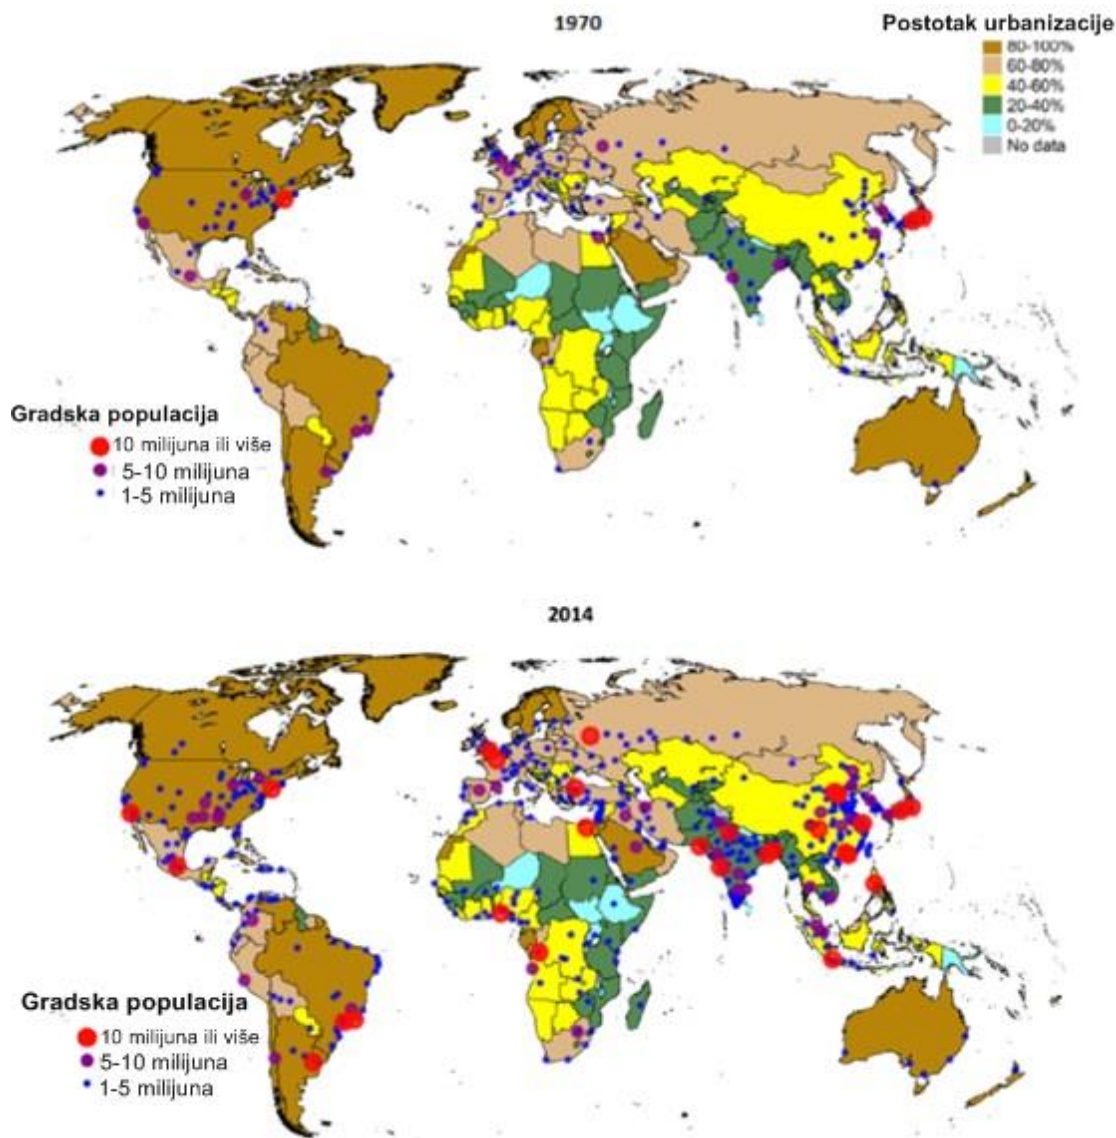 1970
Postotak urbanizacije
80-100%
60-80%
40-60%
20-40%
0-20%
No data
Gradska populacija
10 milijuna ili više
5-10 milijuna
1-5 milijuna
2014
Gradska populacija
10 milijuna ili više
5-10 milijuna
1-5 milijuna